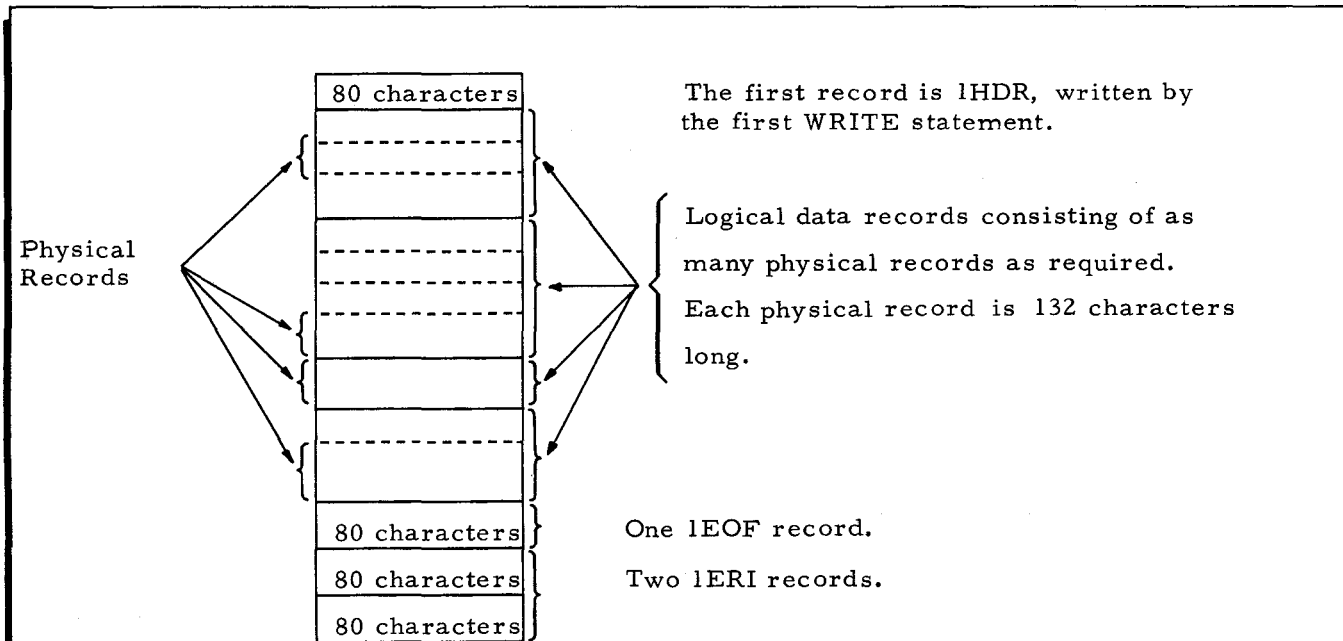 80 characters
The first record is 1HDR, written by
the first WRITE statement.
Physical
Records
Logical data records consisting of as
many physical records as required.
Each physical record is 132 characters
long.
80 characters
One 1EOF record.
80 characters
Two 1ERI records.
80 characters